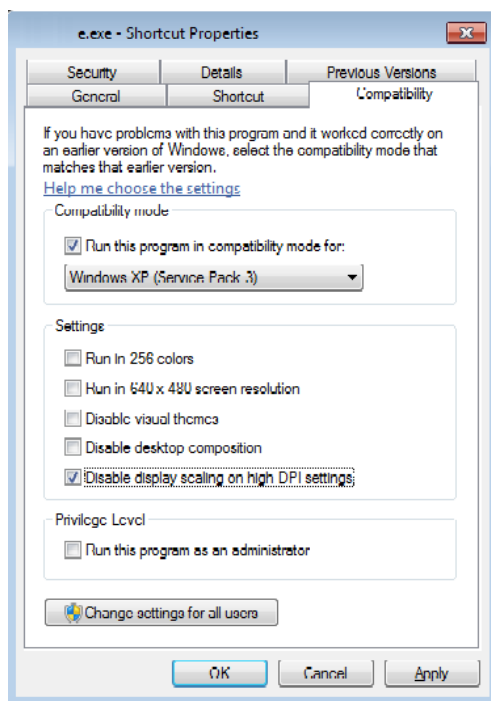 e.exe - Shortcut Properties
Security Details Previous Versions
General Shortcut Compatibility
If you have problems with this program and it worked correctly on
an earlier version of Windows, select the compatibility mode that
matches that earlier version.
Help me choose the settings
Compatibility mode
Run this program in compatibility mode for:
Windows XP (Service Pack 3)
Settings
Run in 256 colors
Run in 640 x 480 screen resolution
Disable visual themes
Disable desktop composition
Disable display scaling on high DPI settings
Privilege Level
Run this program as an administrator
Change settings for all users
OK Cancel Apply